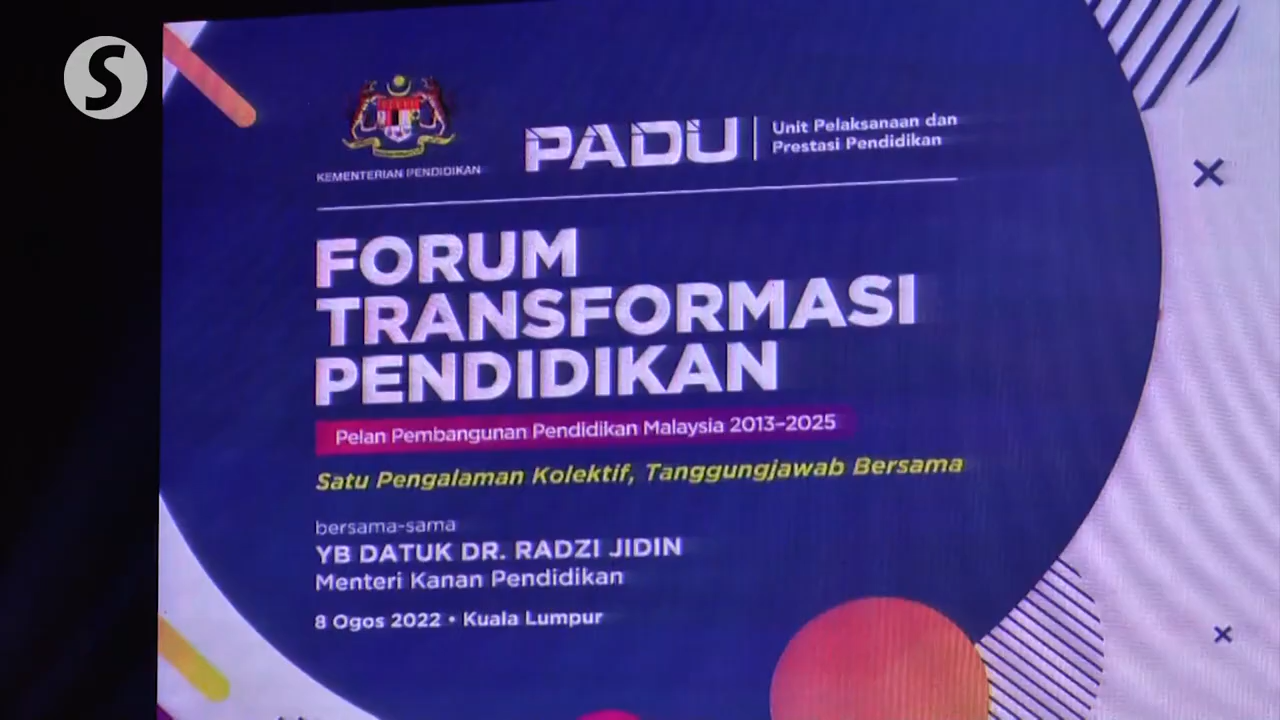 S
KEMENTERIAN PENDIDIKAN
PADU
Unit Pelaksanaan dan
Prestasi Pendidikan
FORUM
TRANSFORMASI
PENDIDIKAN
Pelan Pembangunan Pendidikan Malaysia 2013–2025
Satu Pengalaman Kolektif, Tanggungjawab Bersama
bersama-sama
YB DATUK DR. RADZI JIDIN
Menteri Kanan Pendidikan
8 Ogos 2022 • Kuala Lumpur